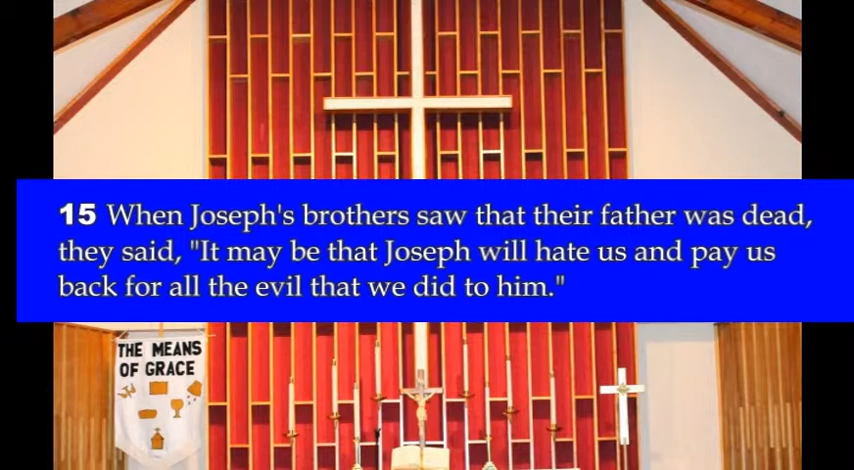 15 When Joseph's brothers saw that their father was dead,
they said, "It may be that Joseph will hate us and pay us
back for all the evil that we did to him."
THE MEANS
OF GRACE